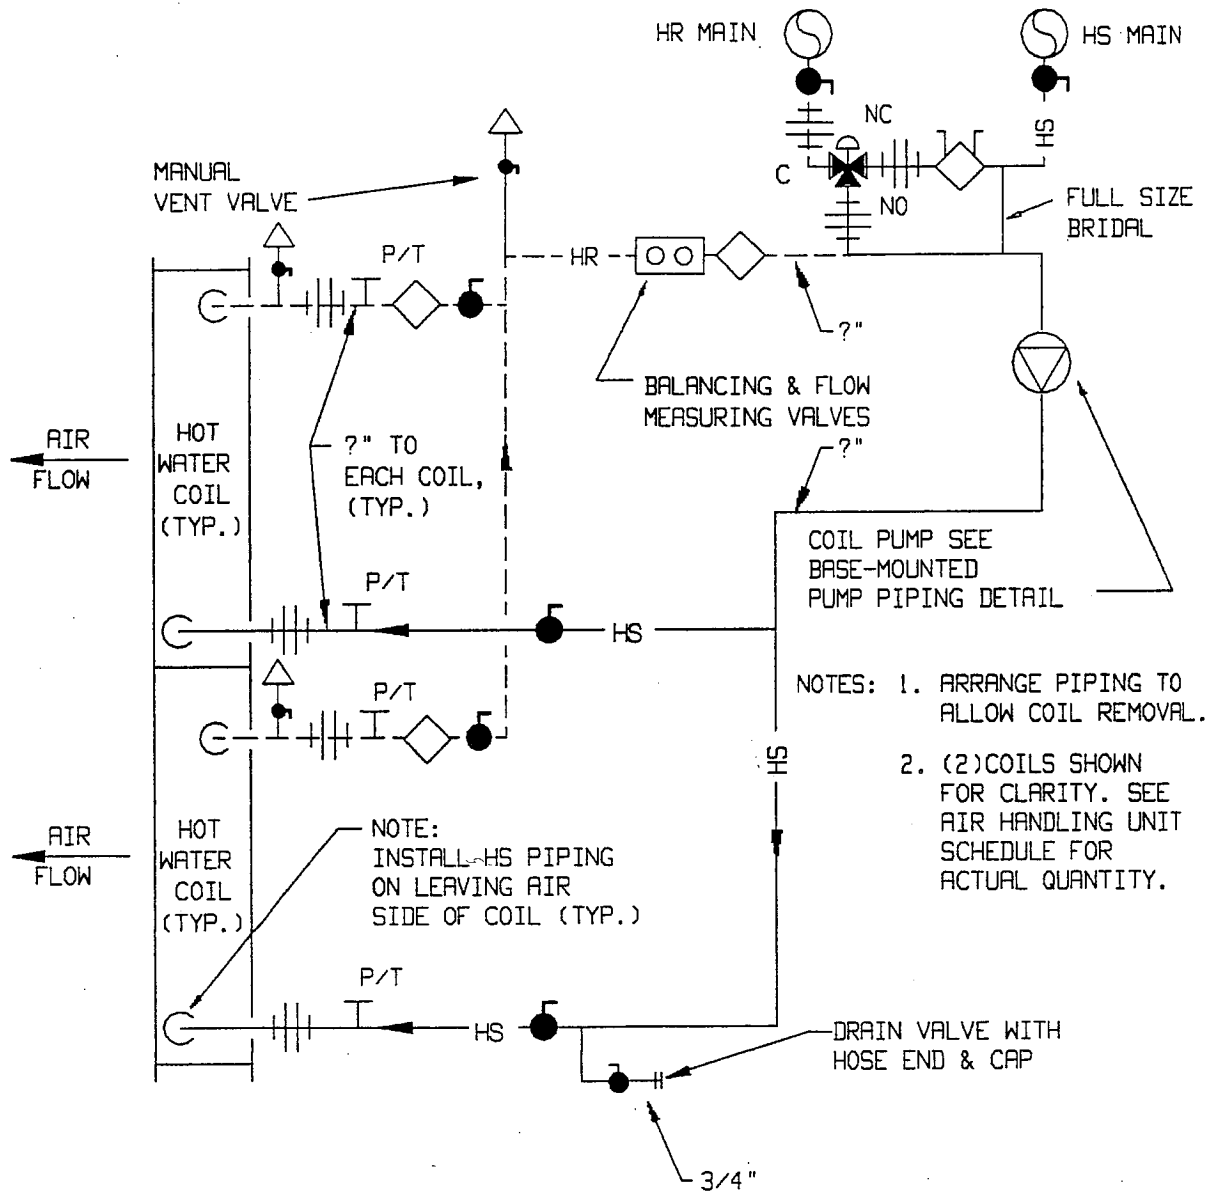 HR MAIN
HS MAIN
NC
HS
C
NO
FULL SIZE
BRIDAL
MANUAL
VENT VALVE
P/T
HR
?"
BALANCING & FLOW
MEASURING VALVES
?"
AIR
FLOW
HOT
WATER
COIL
(TYP.)
?" TO
EACH COIL,
(TYP.)
COIL PUMP SEE
BASE-MOUNTED
PUMP PIPING DETAIL
P/T
HS
P/T
NOTES: 1. ARRANGE PIPING TO
ALLOW COIL REMOVAL.
2. (2)COILS SHOWN
FOR CLARITY. SEE
AIR HANDLING UNIT
SCHEDULE FOR
ACTUAL QUANTITY.
HS
AIR
FLOW
HOT
WATER
COIL
(TYP.)
NOTE:
INSTALL HS PIPING
ON LEAVING AIR
SIDE OF COIL (TYP.)
P/T
HS
DRAIN VALVE WITH
HOSE END & CAP
3/4"